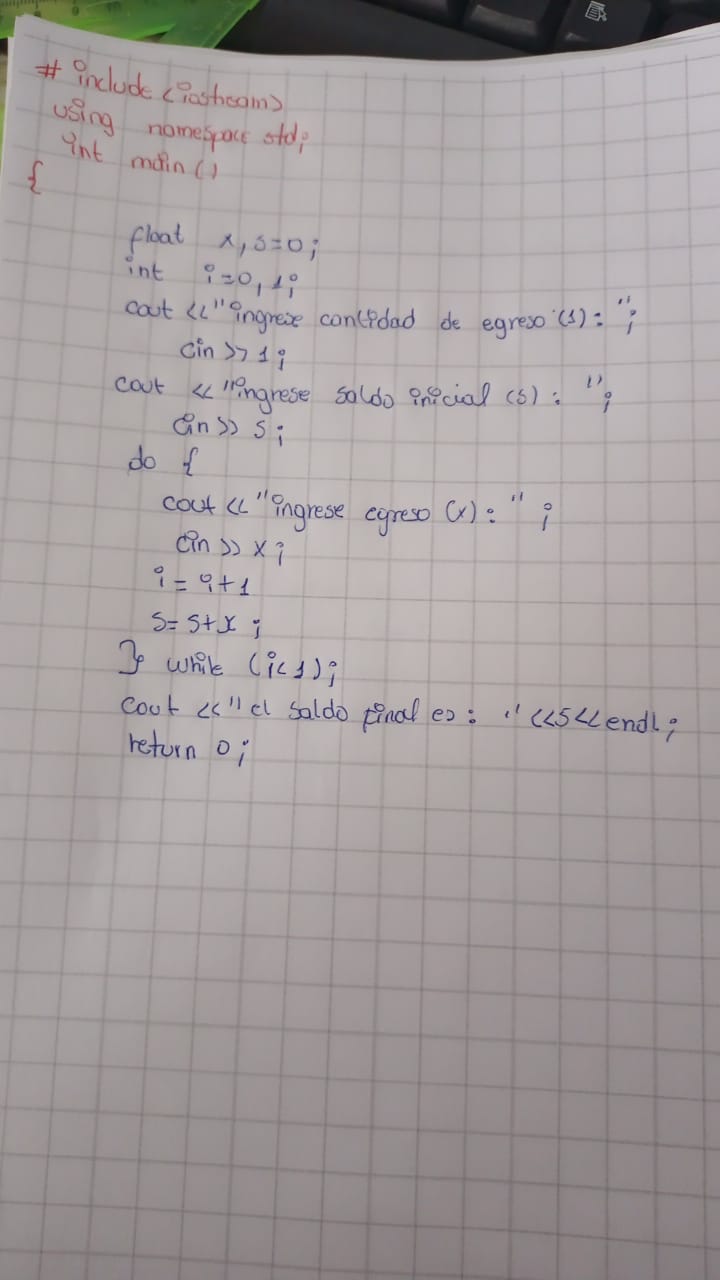 # include <iostream>
using namespace std;
int main ()
{
float x, s=0;
int i=0, 1;
cout <<"ingrese cantidad de egreso (1): ";
cin >> 1;
cout <<"ingrese saldo inicial (s): ";
cin >> s;
do {
cout <<"ingrese egreso (x): " ;
cin >> x;
i = i+1
s= s+x ;
} while (i<1);
cout <<" el saldo final es: "<<s<<endl;
return 0;